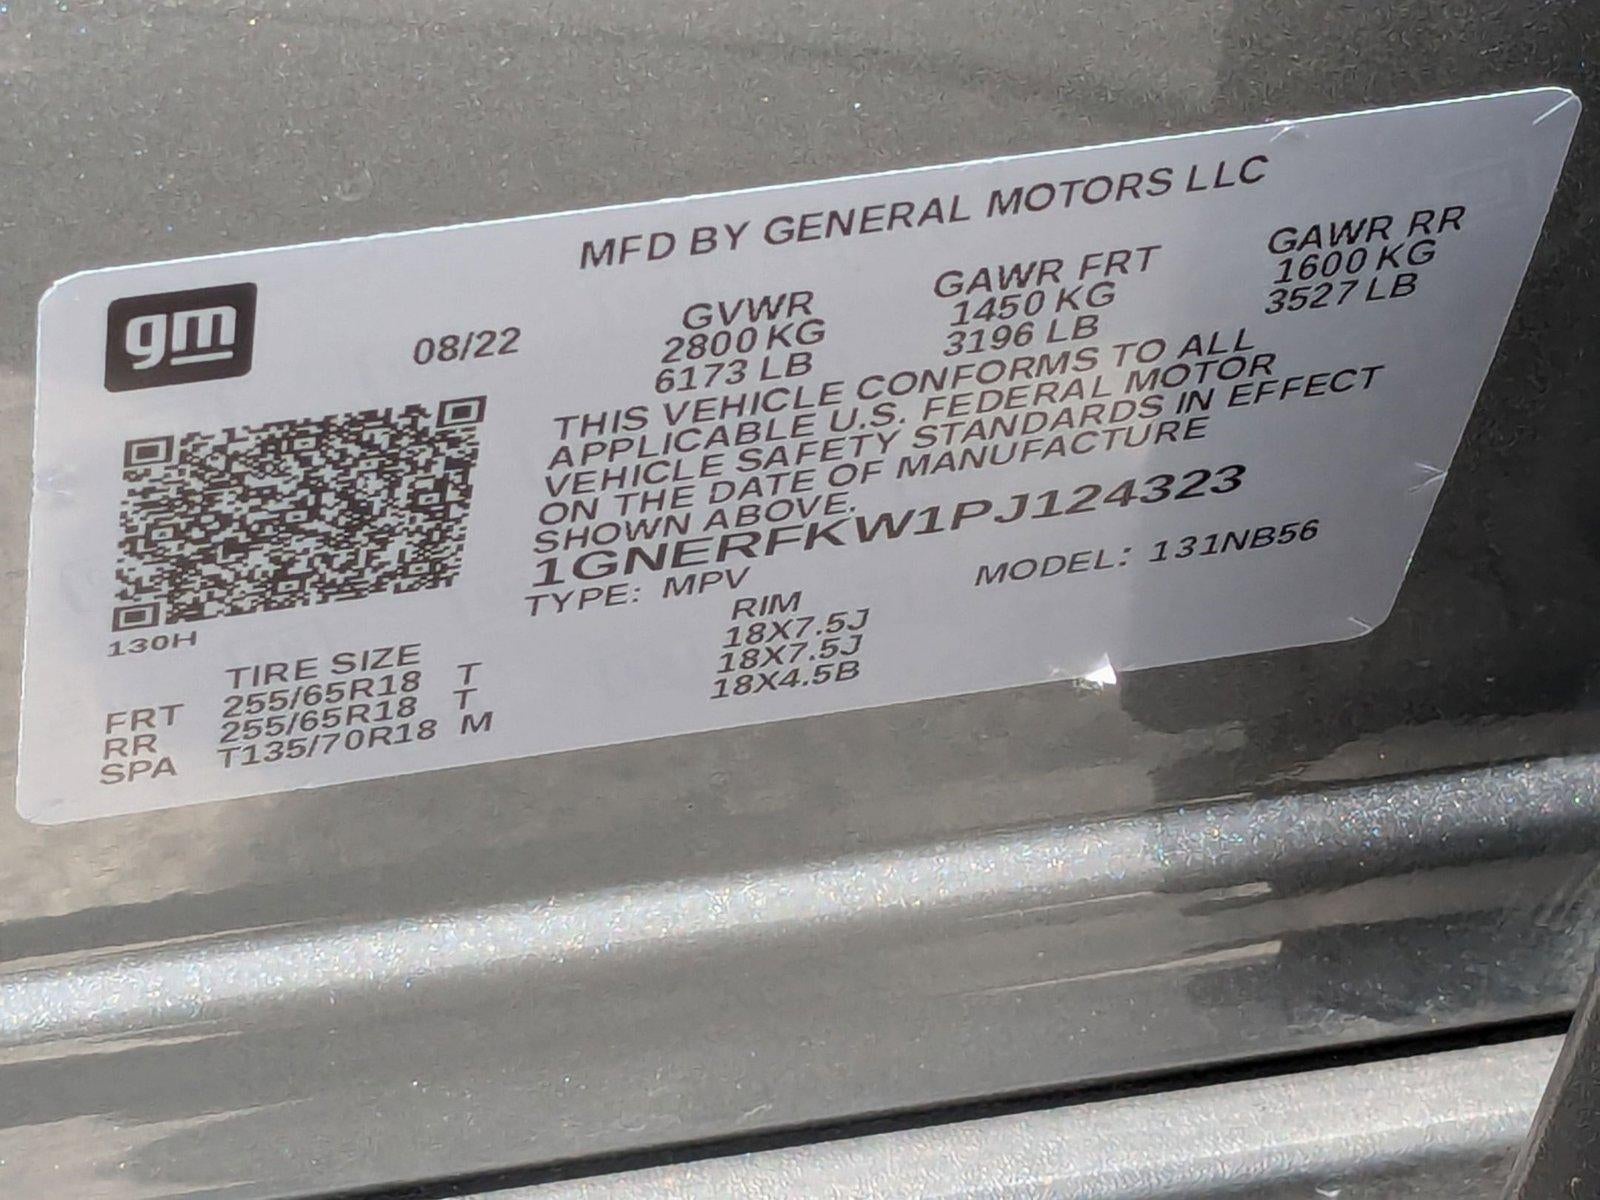 MFD BY GENERAL MOTORS LLC
gm
08/22
GVWR
2800 KG
6173 LB
GAWR FRT
1450 KG
3196 LB
GAWR RR
1600 KG
3527 LB
THIS VEHICLE CONFORMS TO ALL
APPLICABLE U.S. FEDERAL MOTOR
VEHICLE SAFETY STANDARDS IN EFFECT
ON THE DATE OF MANUFACTURE
SHOWN ABOVE.
1GNERFKW1PJ124323
TYPE: MPV
MODEL: 131NB56
130H
TIRE SIZE RIM
FRT 255/65R18 T 18X7.5J
RR 255/65R18 T 18X7.5J
SPA T135/70R18 M 18X4.5B